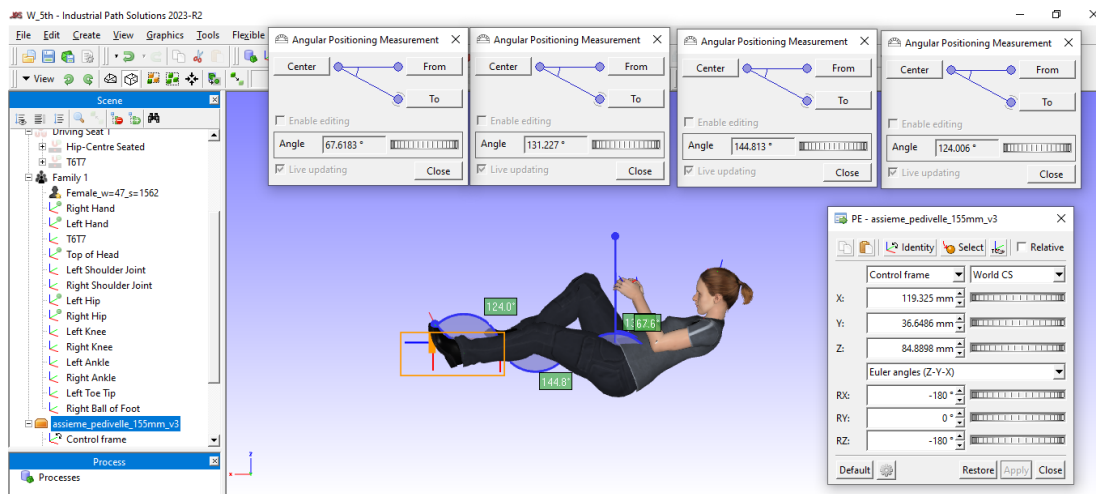 W_5th - Industrial Path Solutions 2023-R2
File Edit Create View Graphics Tools Flexible
View
Angular Positioning Measurement
Center
From
To
Enable editing
Angle 67.6183 °
Live updating
Close
Angular Positioning Measurement
Center
From
To
Enable editing
Angle 131.227 °
Live updating
Close
Angular Positioning Measurement
Center
From
To
Enable editing
Angle 144.813 °
Live updating
Close
Angular Positioning Measurement
Center
From
To
Enable editing
Angle 124.006 °
Live updating
Close
Scene
Driving Seat 1
Hip-Centre Seated
T6T7
Family 1
Female_w=47_s=1562
Right Hand
Left Hand
T6T7
Top of Head
Left Shoulder Joint
Right Shoulder Joint
Left Hip
Right Hip
Left Knee
Right Knee
Left Ankle
Right Ankle
Left Toe Tip
Right Ball of Foot
assieme_pedivelle_155mm_v3
Control frame
Process
Processes
124.0°
67.6°
144.8°
z
x
PE - assieme_pedivelle_155mm_v3
Identity Select Relative
Control frame World CS
X: 119.325 mm
Y: 36.6486 mm
Z: 84.8898 mm
Euler angles (Z-Y-X)
RX: -180 °
RY: 0 °
RZ: -180 °
Default Restore Apply Close